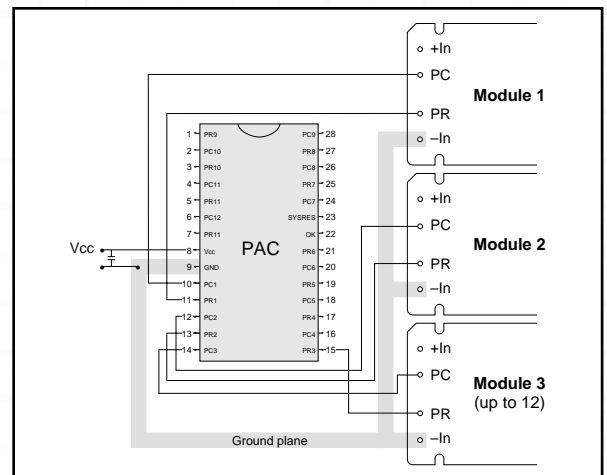 +In
PC
Module 1
PR
–In
1 PR9 PC9 28
2 PC10 PR8 27
3 PR10 PC8 26
4 PC11 PR7 25
5 PR11 PC7 24
6 PC12 SYSRES 23
7 PR11 OK 22
8 Vcc PR6 21
9 GND PC6 20
10 PC1 PR5 19
11 PR1 PC5 18
12 PC2 PR4 17
13 PR2 PC4 16
14 PC3 PR3 15
PAC
Vcc
+In
PC
Module 2
PR
–In
+In
PC
Module 3
(up to 12)
PR
–In
Ground plane